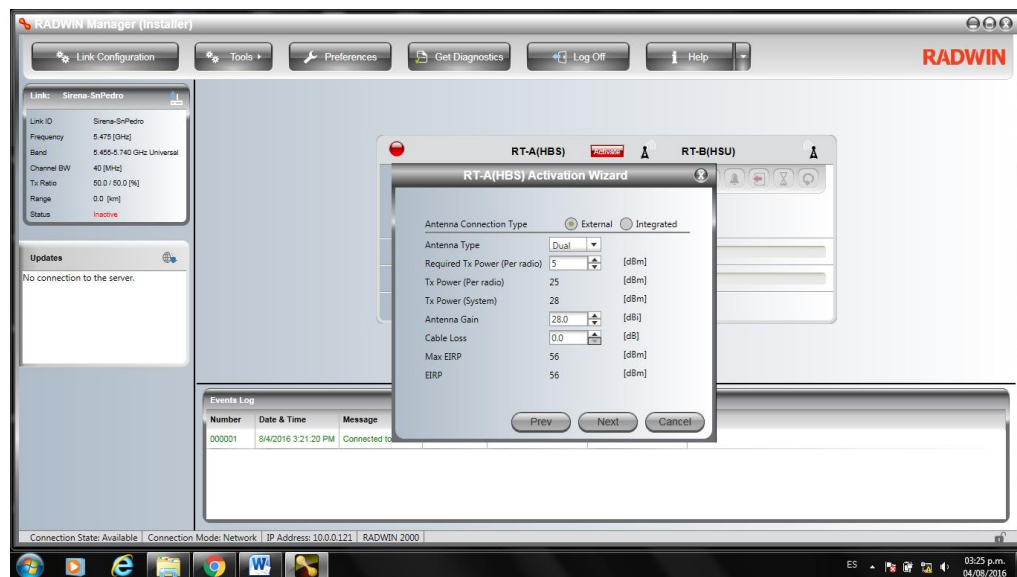 RADWIN Manager (Installer)
Link Configuration
Tools
Preferences
Get Diagnostics
Log Off
Help
RADWIN
Link: Sirena-SnPedro
Link ID Sirena-SnPedro
Frequency 5.475 [GHz]
Band 5.455-5.740 GHz Universal
Channel BW 40 [MHz]
Tx Ratio 50.0 / 50.0 [%]
Range 0.0 [km]
Status Inactive
Updates
No connection to the server.
RT-A(HBS) Activate RT-B(HSU)
RT-A(HBS) Activation Wizard
Antenna Connection Type External Integrated
Antenna Type Dual
Required Tx Power (Per radio) 5 [dBm]
Tx Power (Per radio) 25 [dBm]
Tx Power (System) 28 [dBm]
Antenna Gain 28.0 [dBi]
Cable Loss 0.0 [dB]
Max EIRP 56 [dBm]
EIRP 56 [dBm]
Prev Next Cancel
Events Log
Number Date & Time Message
000001 8/4/2016 3:21:20 PM Connected to
Connection State: Available Connection Mode: Network IP Address: 10.0.0.121 RADWIN 2000
ES 03:25 p.m.
04/08/2016